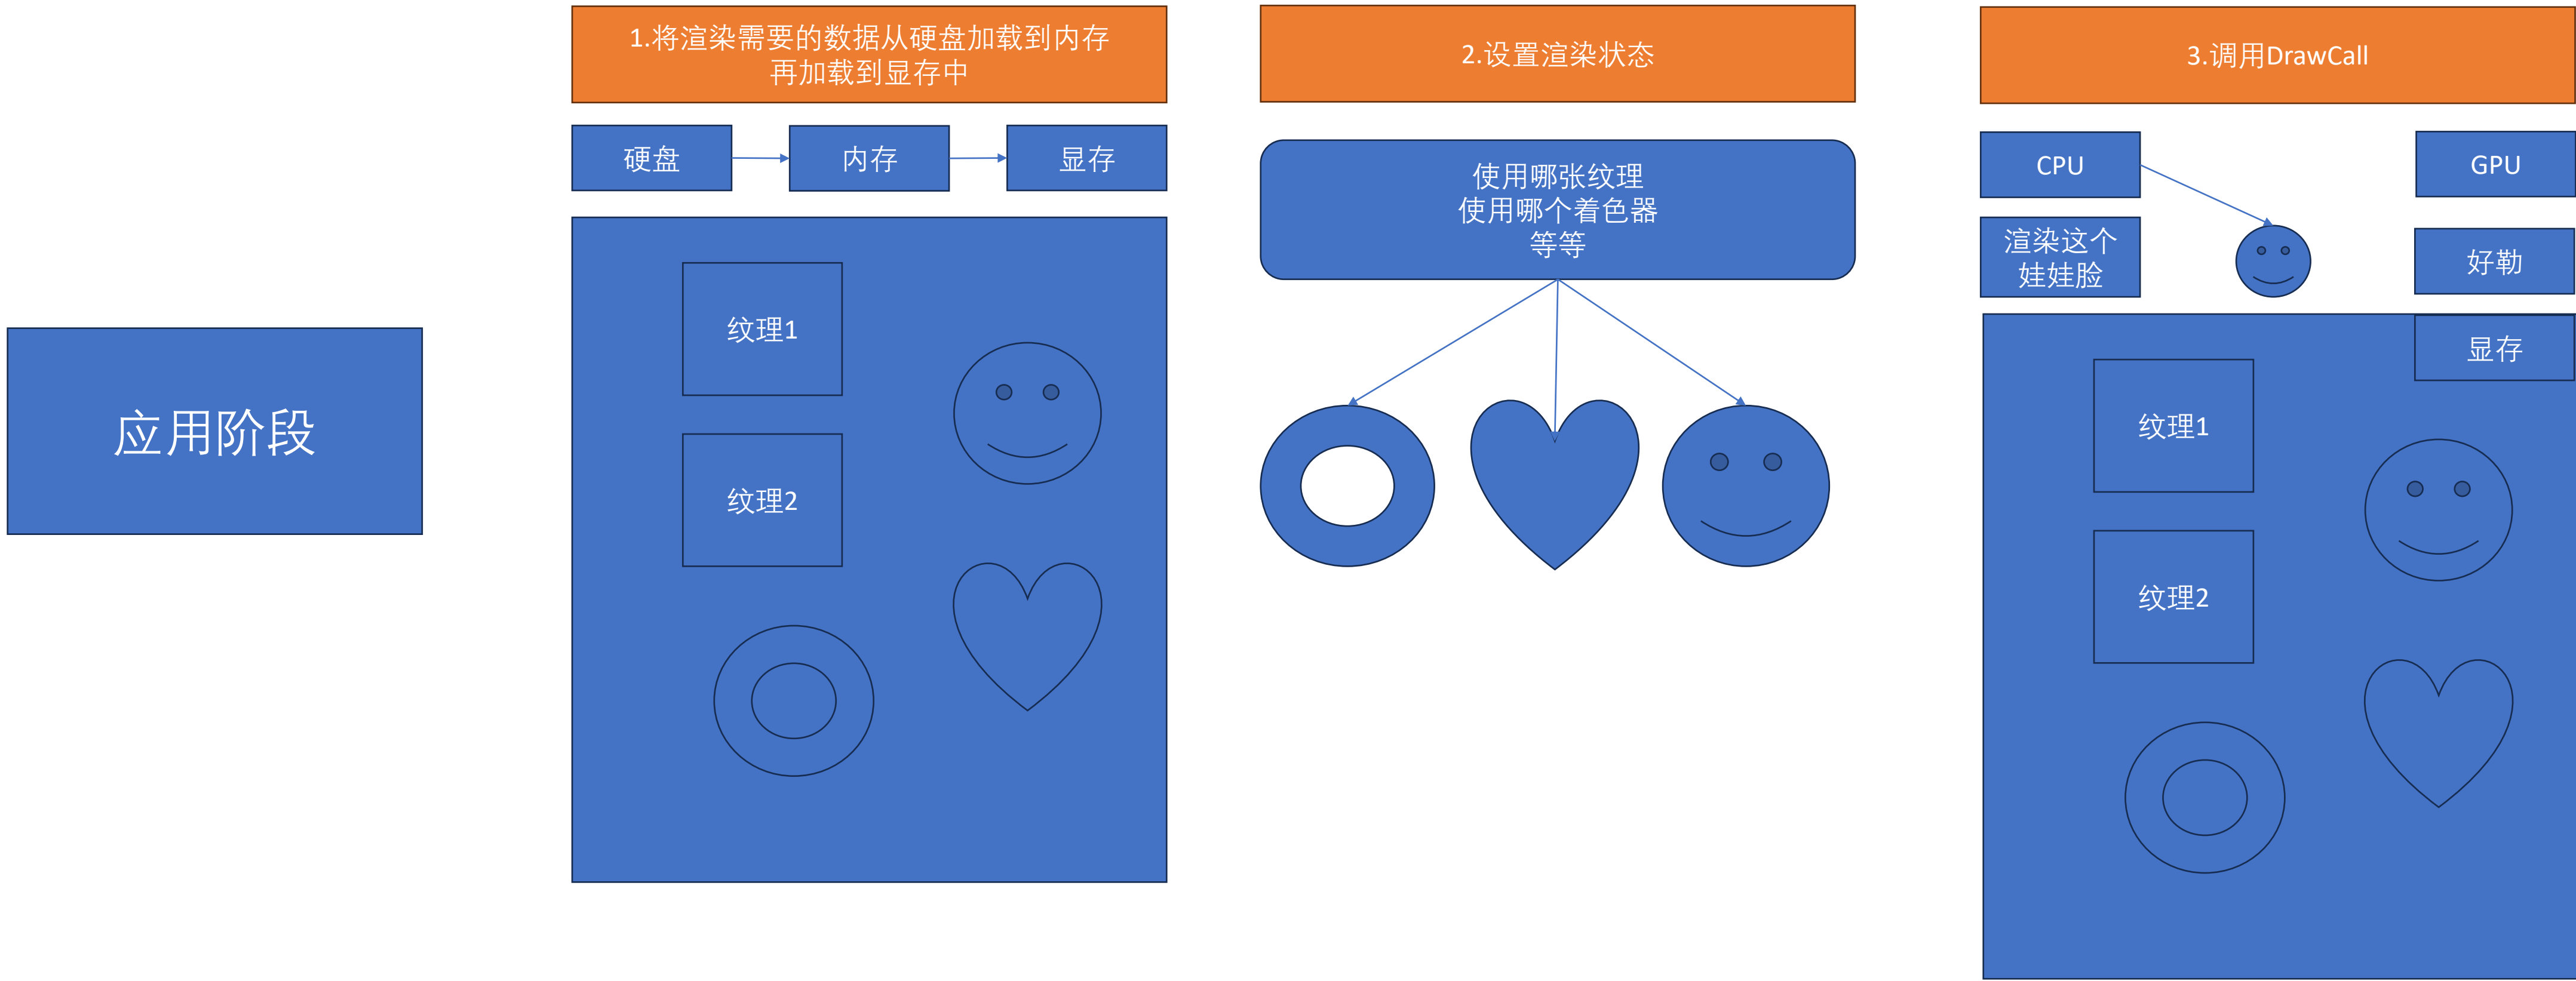 应用阶段
1.将渲染需要的数据从硬盘加载到内存
再加载到显存中
硬盘
内存
显存
纹理1
纹理2
2.设置渲染状态
使用哪张纹理
使用哪个着色器
等等
3.调用DrawCall
CPU
GPU
渲染这个
娃娃脸
好勒
显存
纹理1
纹理2